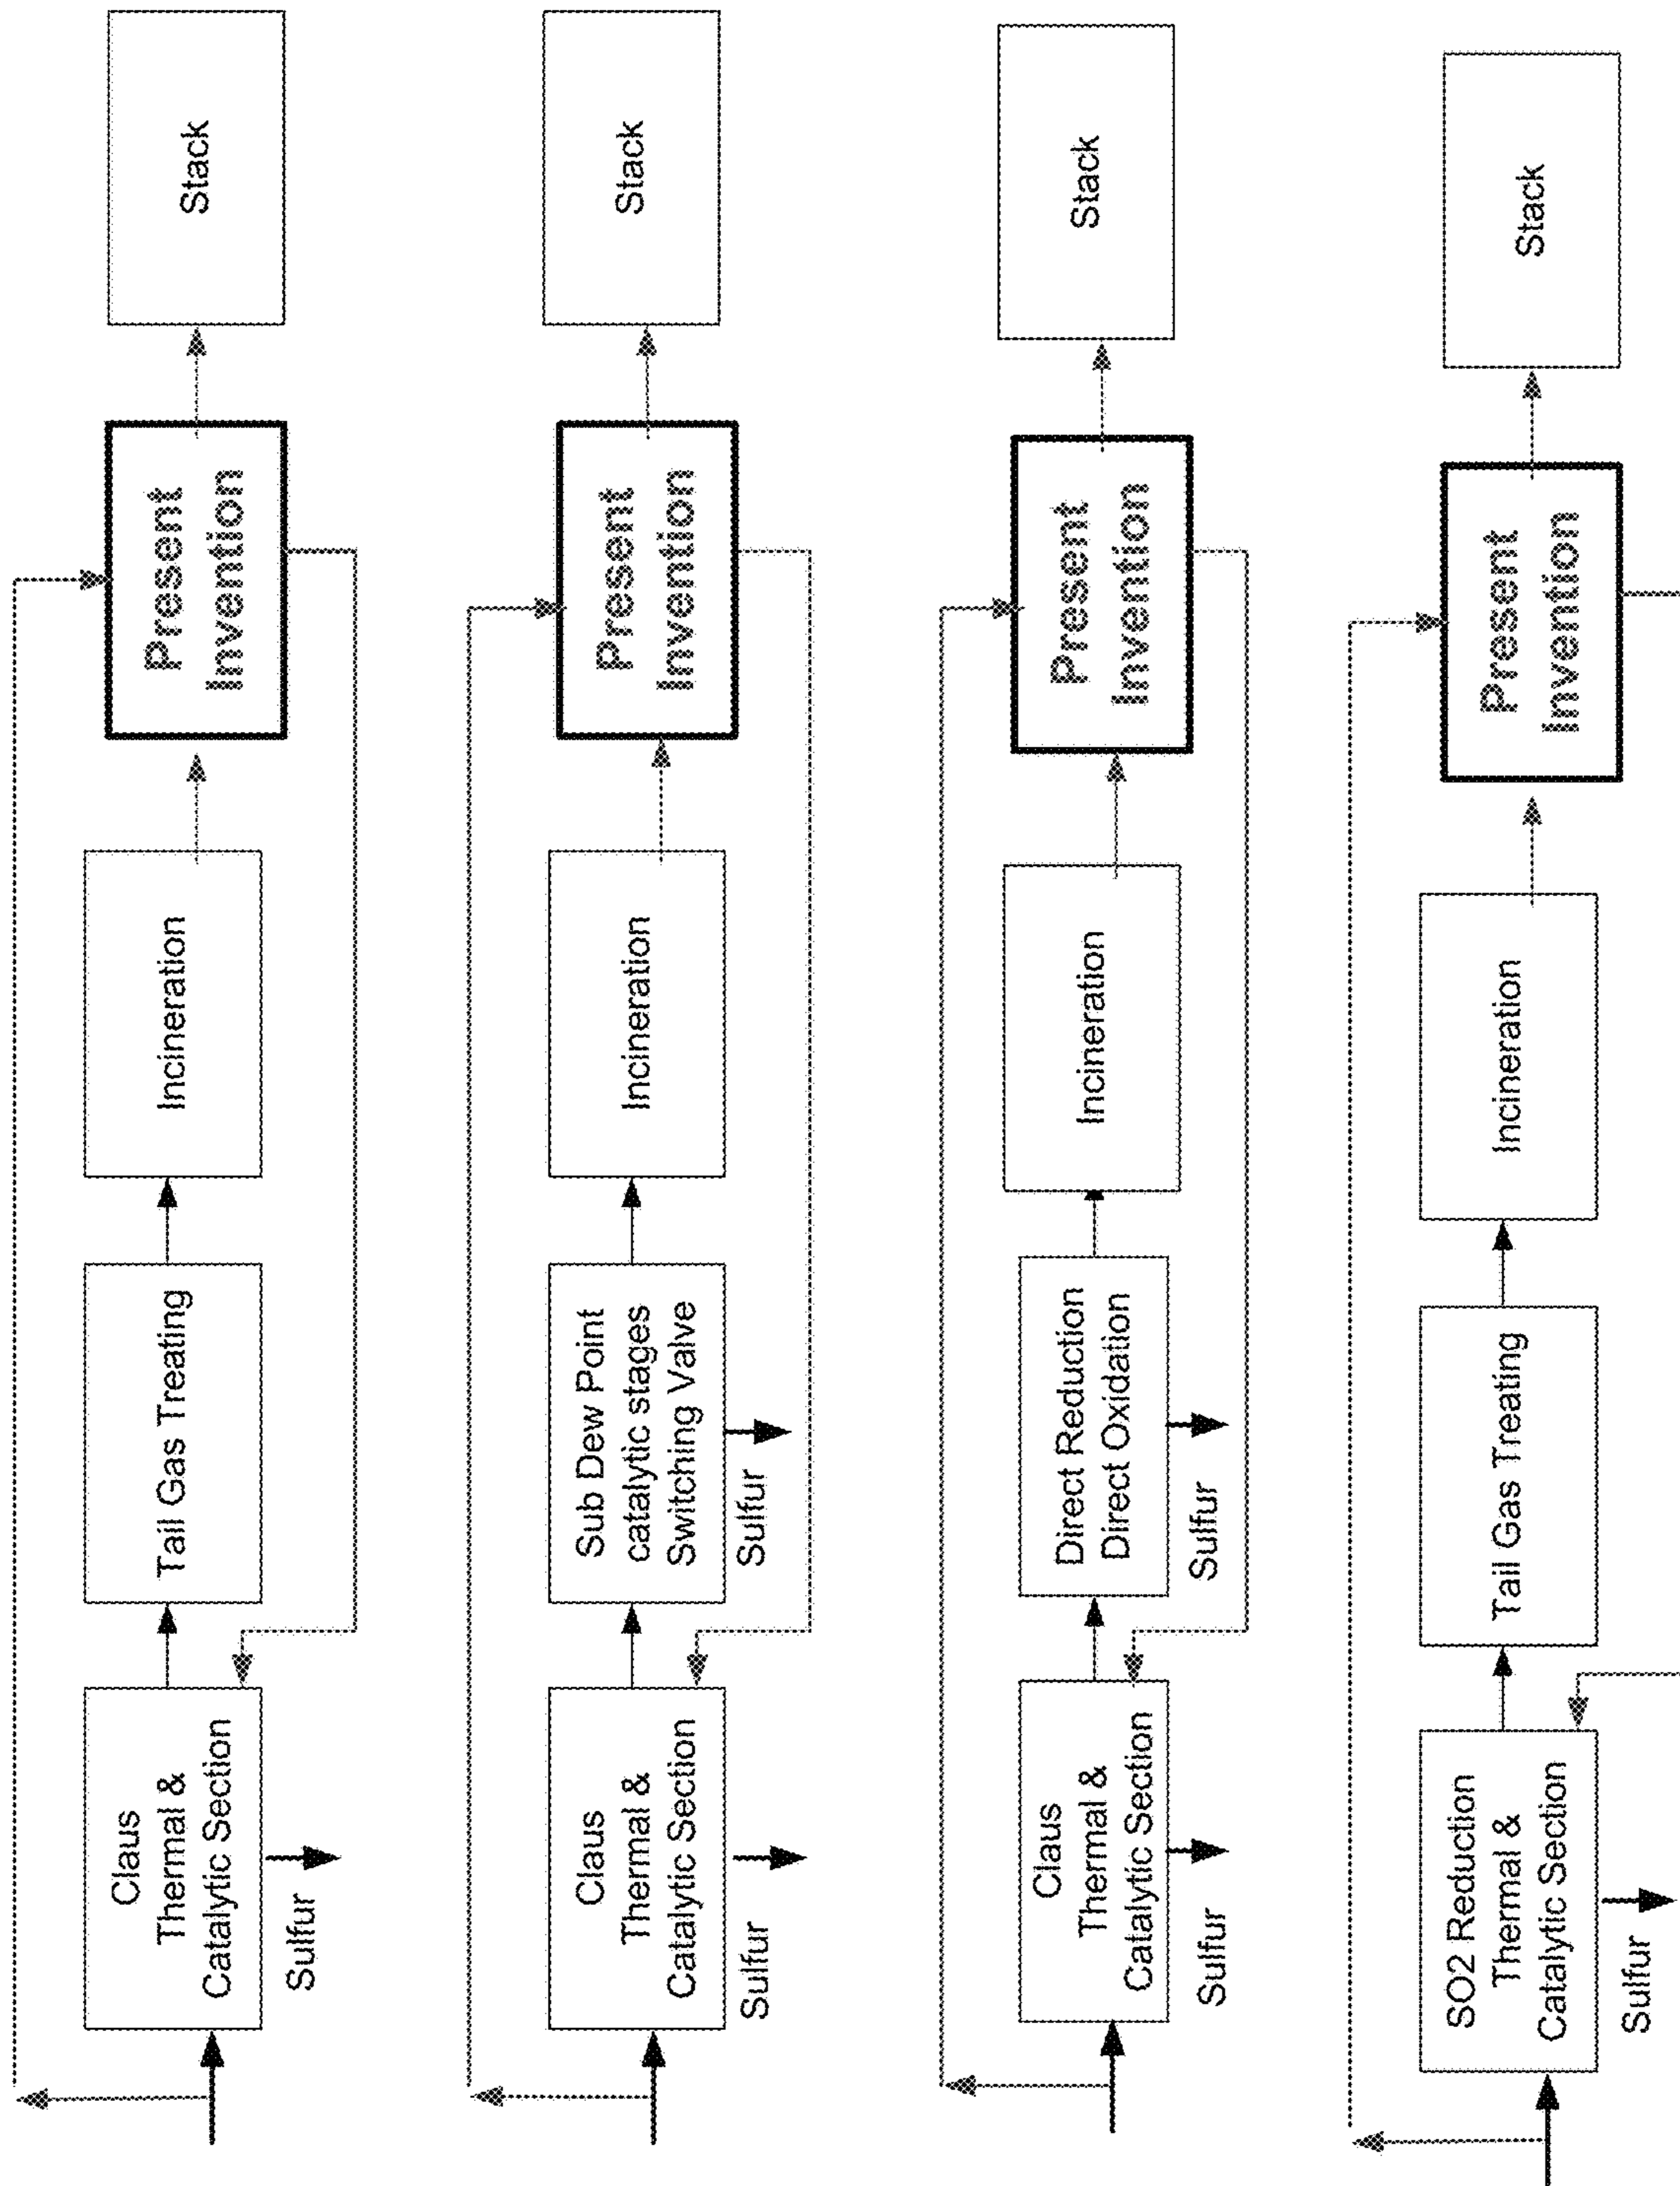 Claus
Thermal &
Catalytic Section
Sulfur
Tail Gas Treating
Incineration
Present
Invention
Stack
Claus
Thermal &
Catalytic Section
Sulfur
Sub Dew Point
catalytic stages
Switching Valve
Sulfur
Incineration
Present
Invention
Stack
Claus
Thermal &
Catalytic Section
Sulfur
Direct Reduction
Direct Oxidation
Sulfur
Incineration
Present
Invention
Stack
SO2 Reduction
Thermal &
Catalytic Section
Sulfur
Tail Gas Treating
Incineration
Present
Invention
Stack